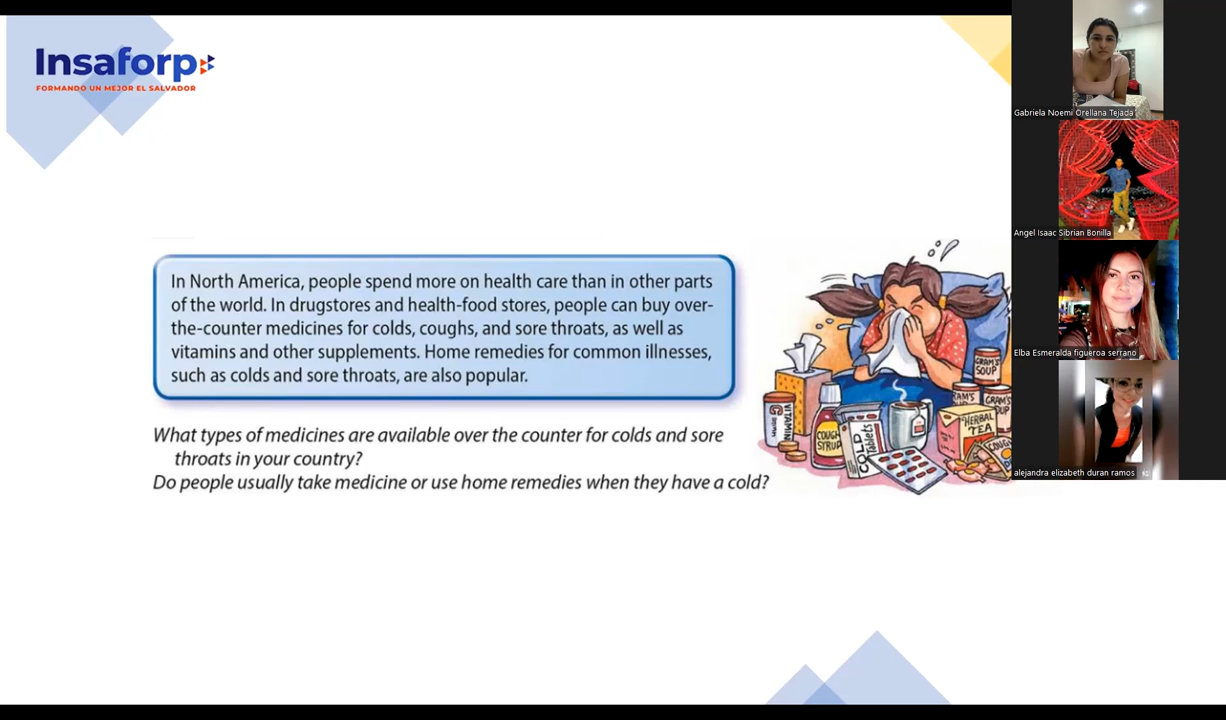 Insaforp
FORMANDO UN MEJOR EL SALVADOR
In North America, people spend more on health care than in other parts
of the world. In drugstores and health-food stores, people can buy over-
the-counter medicines for colds, coughs, and sore throats, as well as
vitamins and other supplements. Home remedies for common illnesses,
such as colds and sore throats, are also popular.
What types of medicines are available over the counter for colds and sore
throats in your country?
Do people usually take medicine or use home remedies when they have a cold?
VITAMIN
C
COUGH
SYRUP
COLD
Tablets
HERBAL
TEA
GRAM'S
SOUP
GRAM'S
Gabriela Noemi Orellana Tejada
Angel Isaac Sibrian Bonilla
Elba Esmeralda figueroa serrano
alejandra elizabeth duran ramos